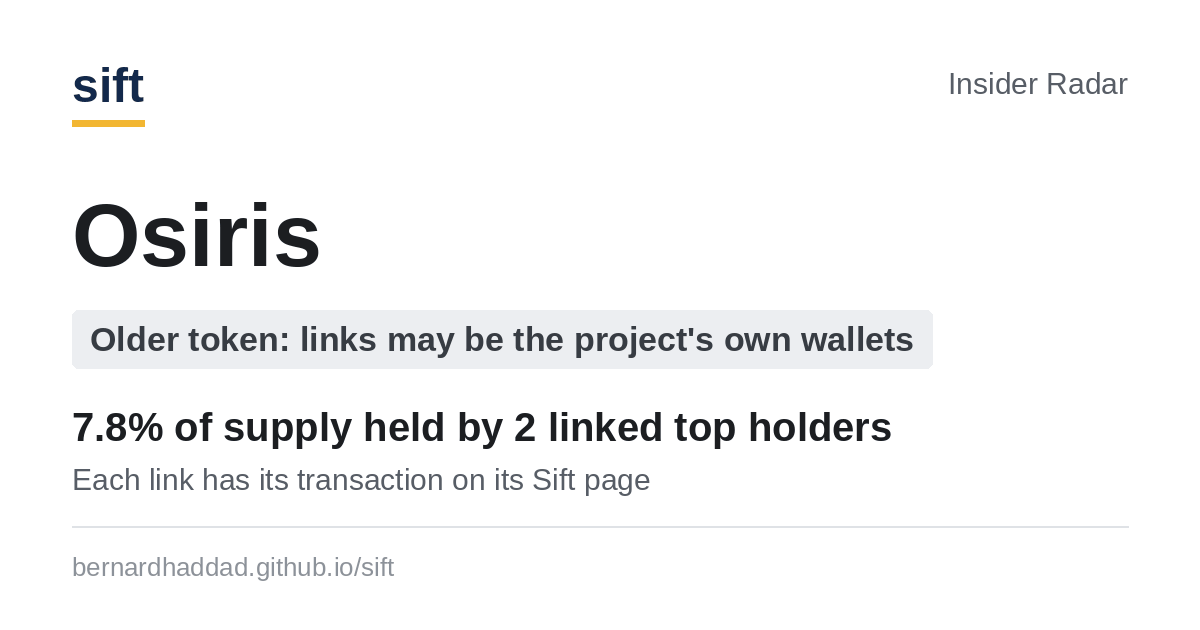 sift
Insider Radar
Osiris
Older token: links may be the project's own wallets
7.8% of supply held by 2 linked top holders
Each link has its transaction on its Sift page
bernardhaddad.github.io/sift